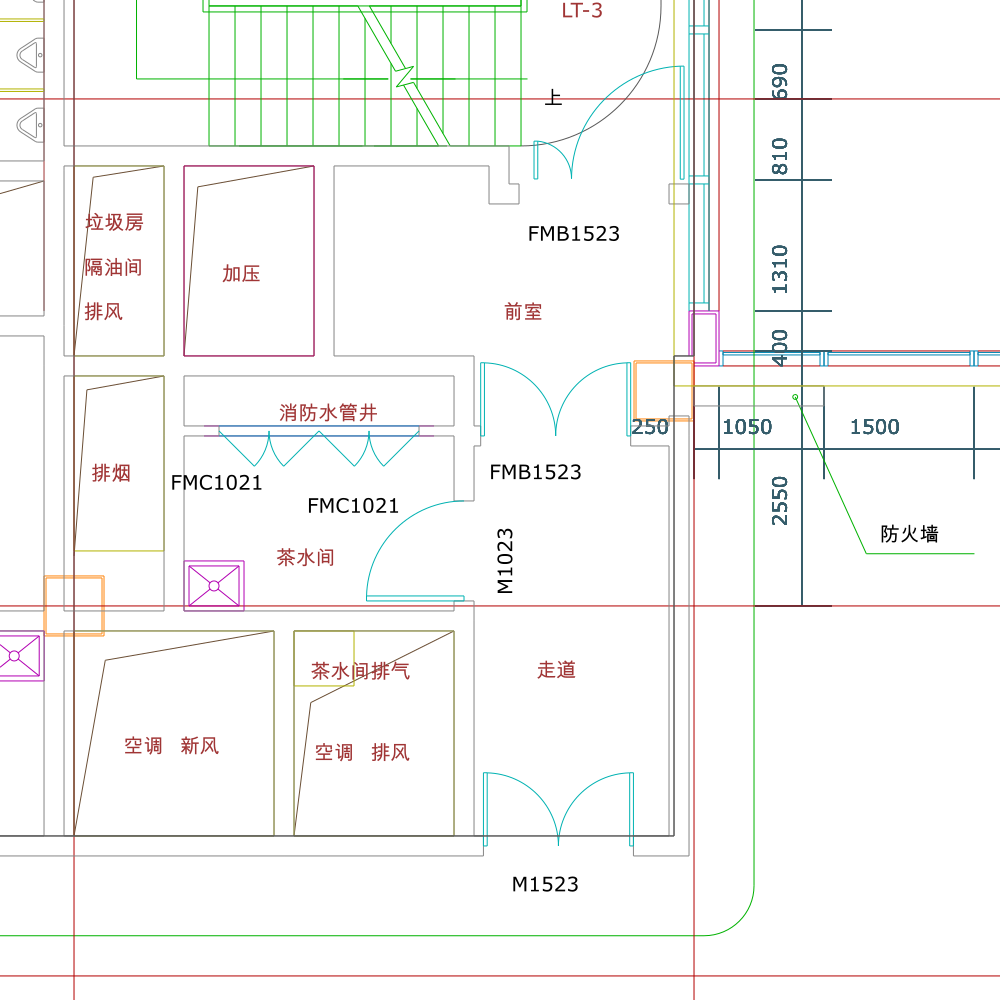 LT-3
690
上
810
垃圾房
隔油间
排风
加压
FMB1523
1310
前室
400
消防水管井
250
1050
1500
排烟
FMC1021
FMC1021
FMB1523
2550
防火墙
茶水间
M1023
茶水间排气
走道
空调 新风
空调 排风
M1523